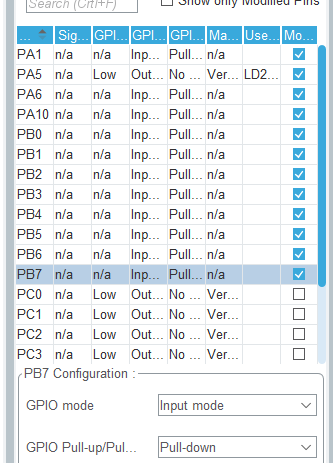 Search (Crtl+F)
Show only Modified Pins
... Sig... GPI... GPI... GPI... Ma... Use... Mo...
PA1 n/a n/a Inp... Pull... n/a
PA5 n/a Low Out... No ... Ver... LD2...
PA6 n/a n/a Inp... Pull... n/a
PA10 n/a n/a Inp... Pull... n/a
PB0 n/a n/a Inp... Pull... n/a
PB1 n/a n/a Inp... Pull... n/a
PB2 n/a n/a Inp... Pull... n/a
PB3 n/a n/a Inp... Pull... n/a
PB4 n/a n/a Inp... Pull... n/a
PB5 n/a n/a Inp... Pull... n/a
PB6 n/a n/a Inp... Pull... n/a
PB7 n/a n/a Inp... Pull... n/a
PC0 n/a Low Out... No ... Ver...
PC1 n/a Low Out... No ... Ver...
PC2 n/a Low Out... No ... Ver...
PC3 n/a Low Out... No ... Ver...
PB7 Configuration :
GPIO mode Input mode
GPIO Pull-up/Pul... Pull-down